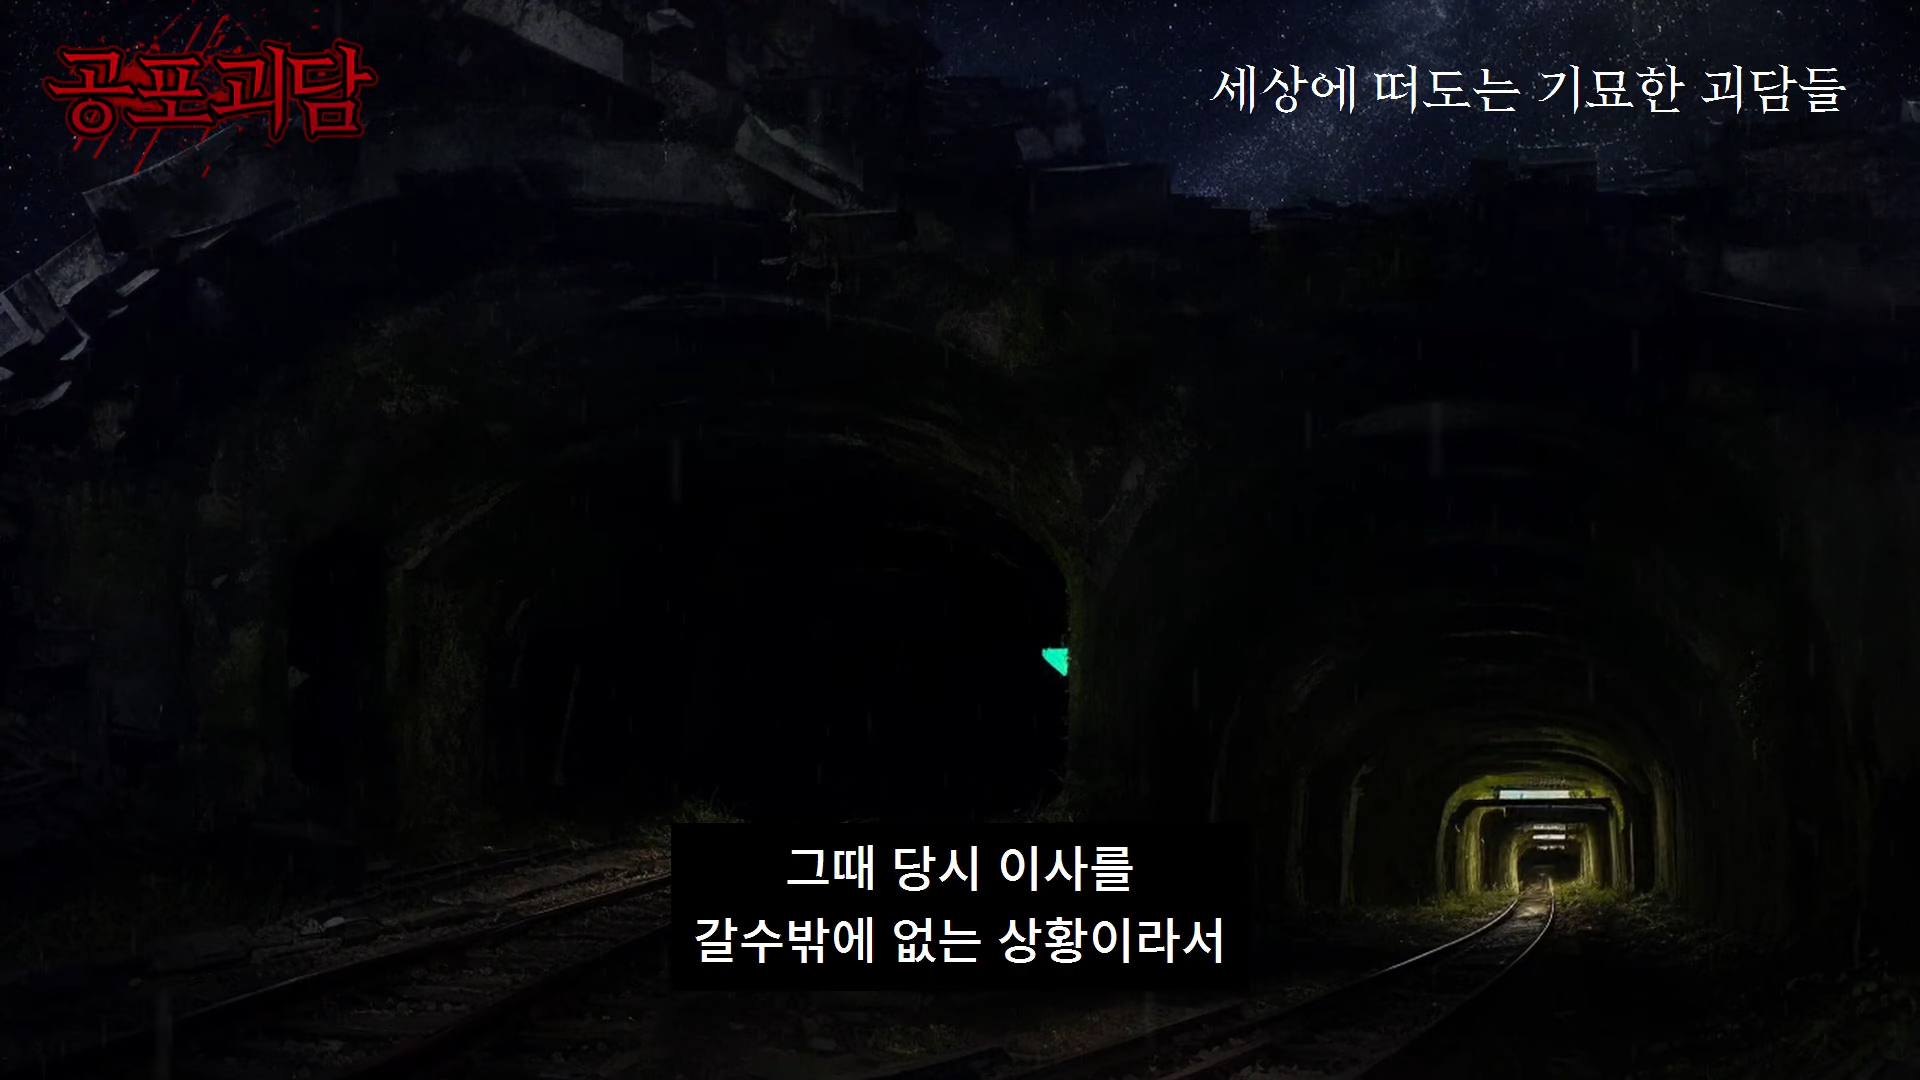 공포괴담
세상에 떠도는 기묘한 괴담들
그때 당시 이사를
갈수밖에 없는 상황이라서